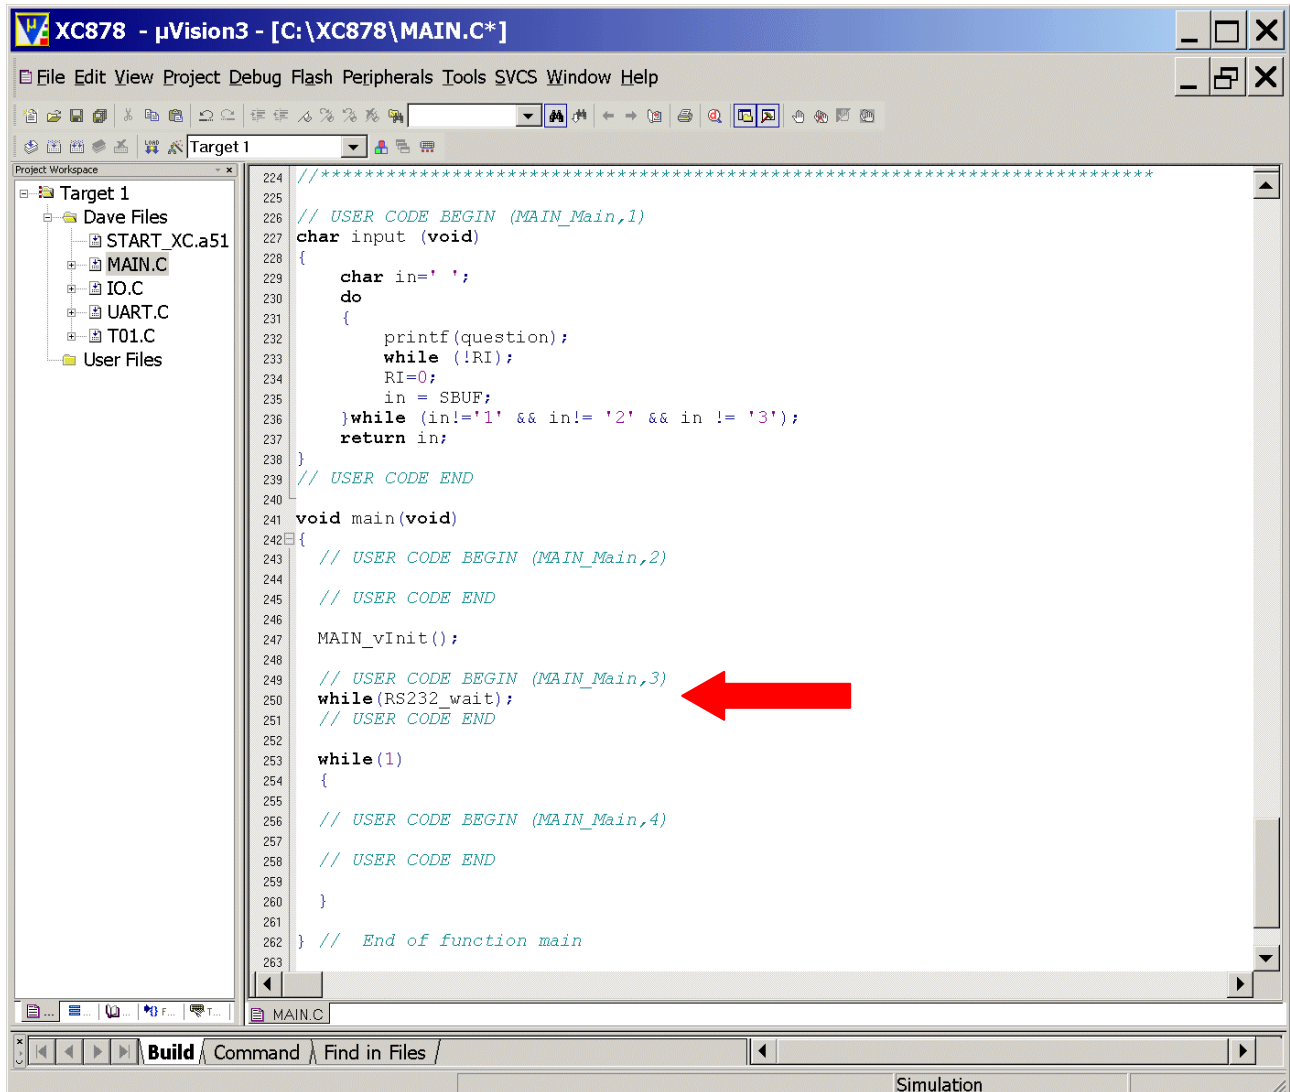 XC878 - µVision3 - [C:\XC878\MAIN.C*]
File Edit View Project Debug Flash Peripherals Tools SVCS Window Help
LOAD Target 1
Project Workspace
Target 1
Dave Files
START_XC.a51
MAIN.C
IO.C
UART.C
T01.C
User Files
224 //****************************************************************************
225
226 // USER CODE BEGIN (MAIN_Main,1)
227 char input (void)
228 {
229 char in=' ';
230 do
231 {
232 printf(question);
233 while (!RI);
234 RI=0;
235 in = SBUF;
236 }while (in!='1' && in!= '2' && in != '3');
237 return in;
238 }
239 // USER CODE END
240
241 void main(void)
242 {
243 // USER CODE BEGIN (MAIN_Main,2)
244
245 // USER CODE END
246
247 MAIN_vInit();
248
249 // USER CODE BEGIN (MAIN_Main,3)
250 while(RS232_wait);
251 // USER CODE END
252
253 while(1)
254 {
255
256 // USER CODE BEGIN (MAIN_Main,4)
257
258 // USER CODE END
259
260 }
261
262 } // End of function main
263
... ... ... F... T...
MAIN.C
Build Command Find in Files
Simulation